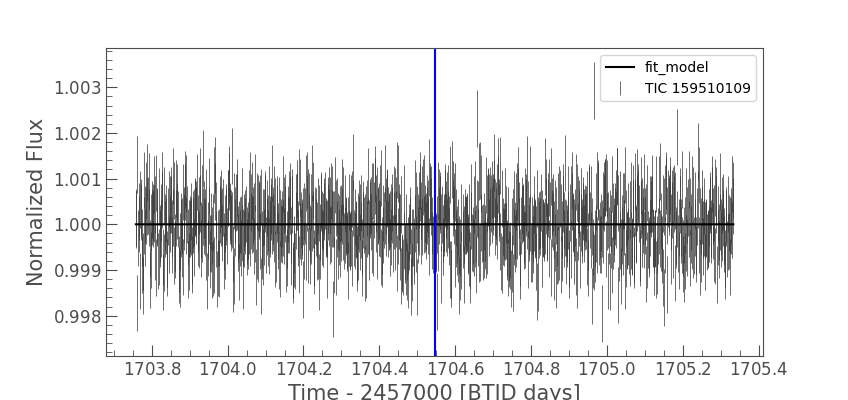 fit_model
TIC 159510109
1.003
1.002
1.001
1.000
0.999
0.998
Normalized Flux
1703.8 1704.0 1704.2 1704.4 1704.6 1704.8 1705.0 1705.2 1705.4
Time - 2457000 [BTJD days]